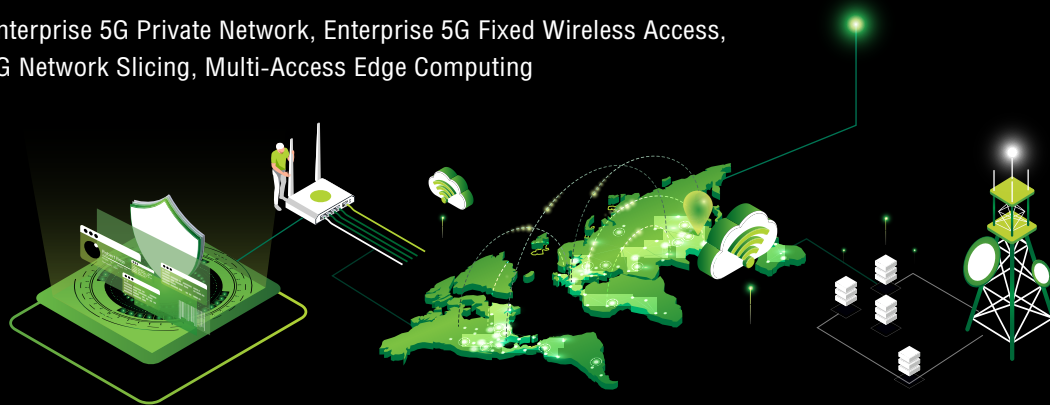 nterprise 5G Private Network, Enterprise 5G Fixed Wireless Access,
G Network Slicing, Multi-Access Edge Computing